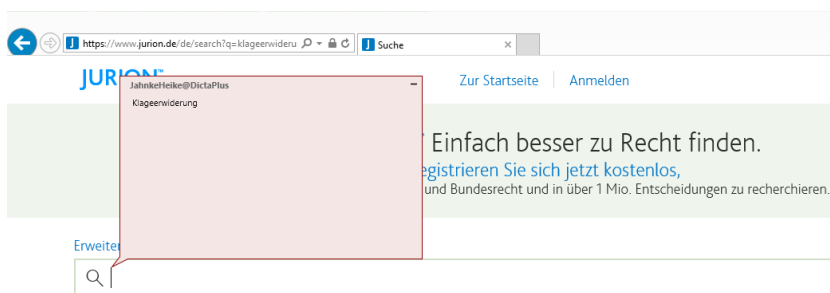 https://www.jurion.de/de/search?q=klageerwideru
Suche
JURION™
Zur Startseite
Anmelden
JahnkeHeike@DictaPlus
Klageerwiderung
Einfach besser zu Recht finden.
egistrieren Sie sich jetzt kostenlos,
und Bundesrecht und in über 1 Mio. Entscheidungen zu recherchieren.
Erweiter